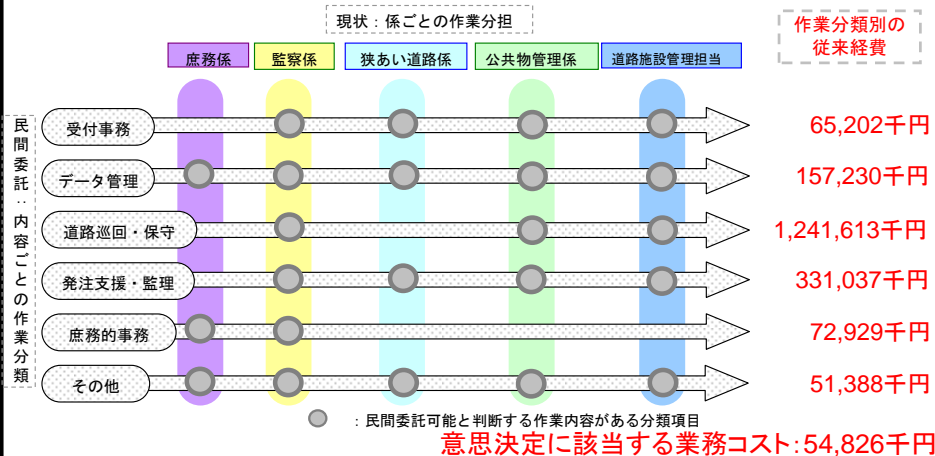 現状：係ごとの作業分担
作業分類別の
従来経費
庶務係
監察係
狭あい道路係
公共物管理係
道路施設管理担当
民間委託：内容ごとの作業分類
受付事務
65,202千円
データ管理
157,230千円
道路巡回・保守
1,241,613千円
発注支援・監理
331,037千円
庶務的事務
72,929千円
その他
51,388千円
：民間委託可能と判断する作業内容がある分類項目
意思決定に該当する業務コスト：54,826千円